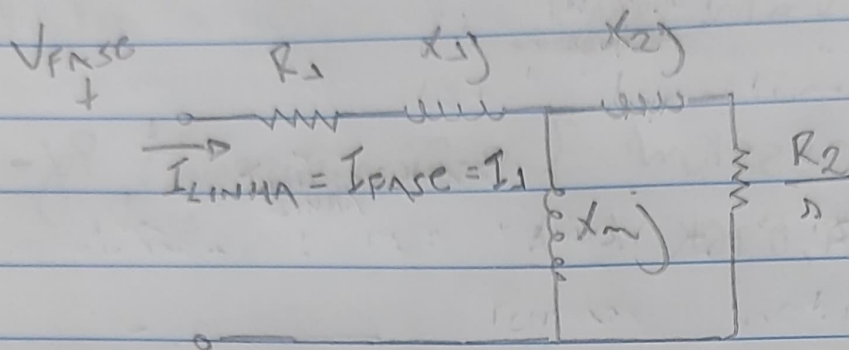 VFASE
+
R1
X1j
X2j
ILINHA = IFASE = I1
Xmj
R2
s